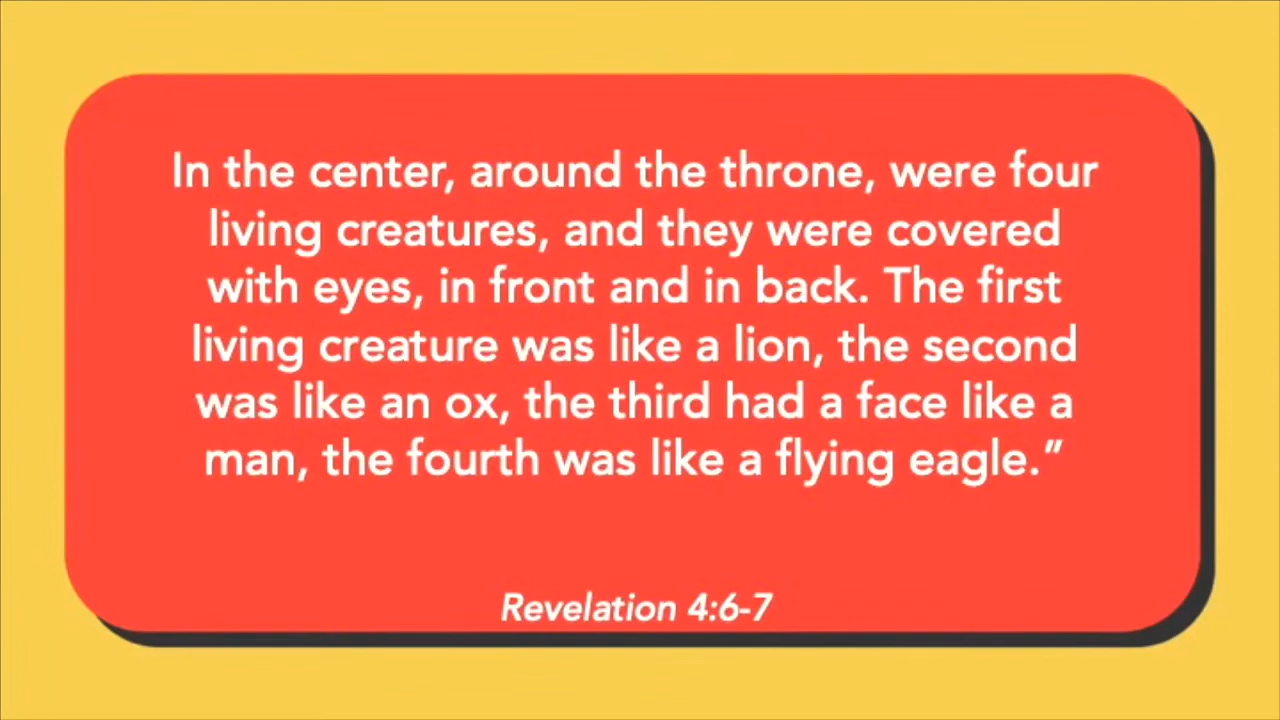 In the center, around the throne, were four
living creatures, and they were covered
with eyes, in front and in back. The first
living creature was like a lion, the second
was like an ox, the third had a face like a
man, the fourth was like a flying eagle.”
Revelation 4:6-7